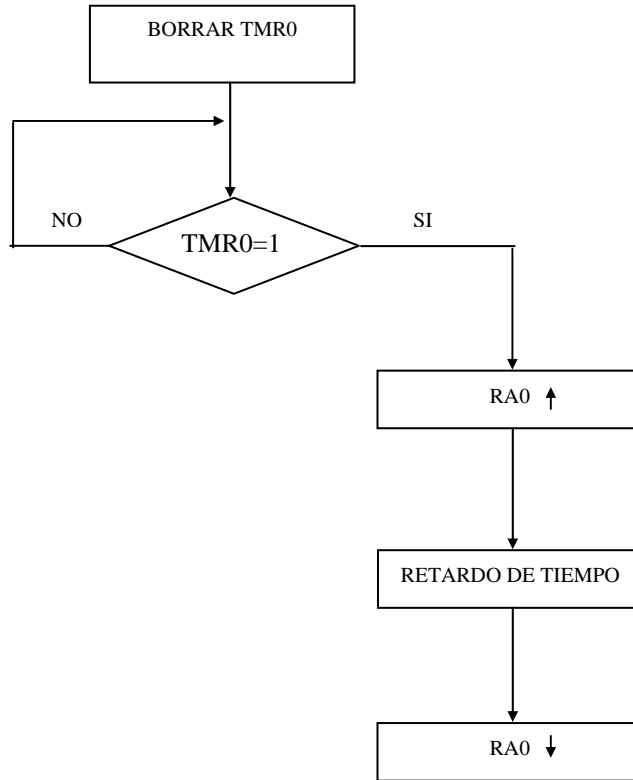 BORRAR TMR0
NO
SI
TMR0=1
RA0
RETARDO DE TIEMPO
RA0